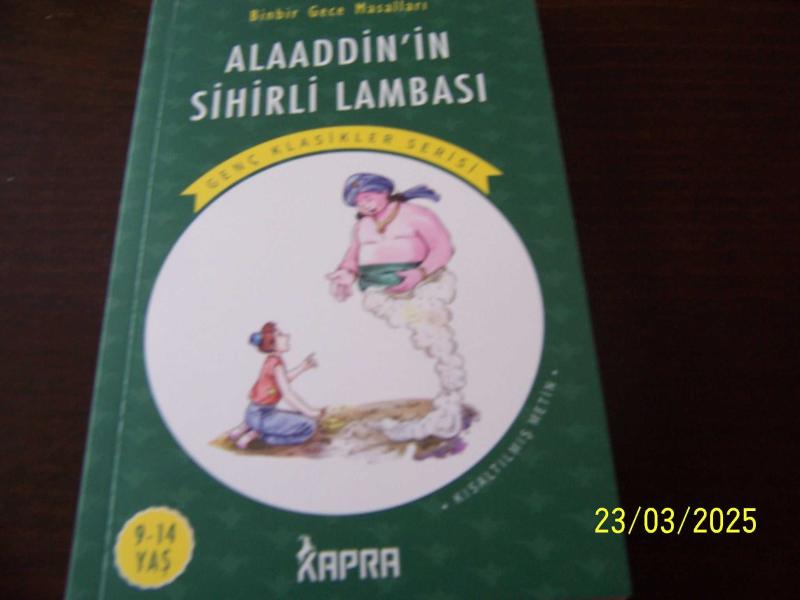 Binbir Gece Masalları
ALAADDİN'İN
SİHİRLİ LAMBASI
GENÇ KLASİKLER SERİSİ
• KISALTILMIŞ METİN •
9-14
YAŞ
KAPRA
23/03/2025